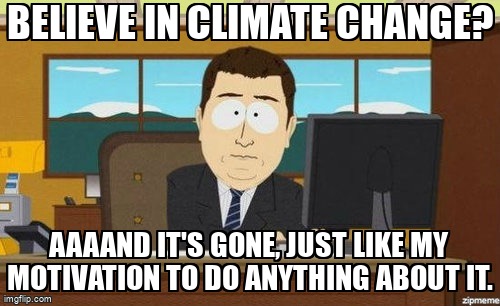 BELIEVE IN CLIMATE CHANGE?
AAAAND IT'S GONE, JUST LIKE MY
MOTIVATION TO DO ANYTHING ABOUT IT.
imgflip.com
zipmeme